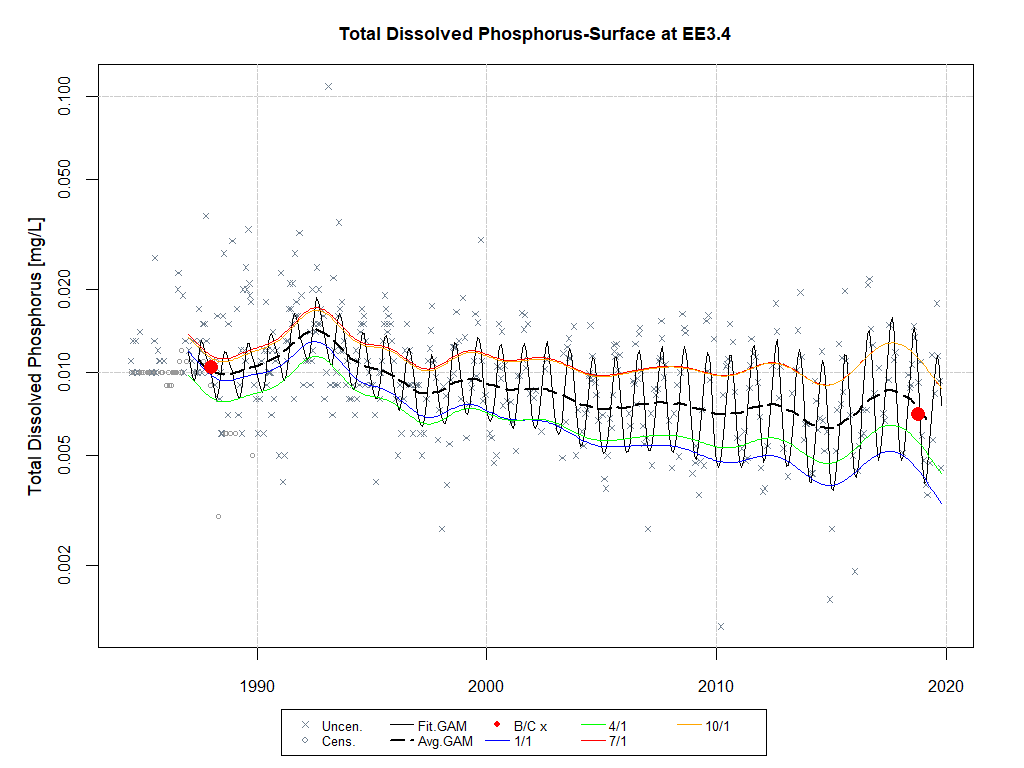 Total Dissolved Phosphorus-Surface at EE3.4
Total Dissolved Phosphorus [mg/L]
0.100
0.050
0.020
0.010
0.005
0.002
1990 2000 2010 2020
Uncen. Fit.GAM B/C x 4/1 10/1
Cens. Avg.GAM 1/1 7/1